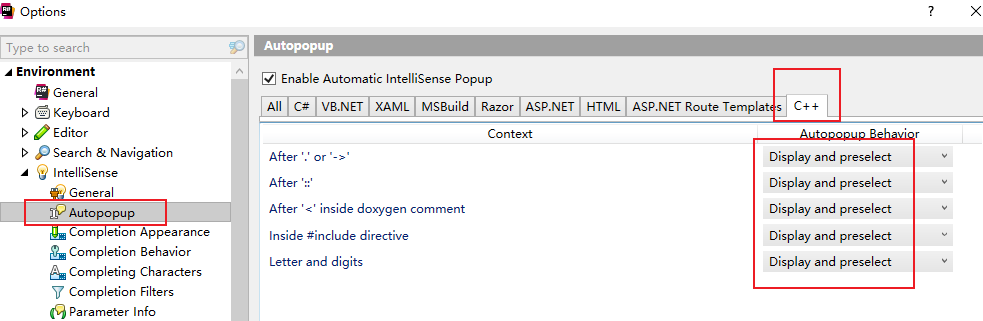 Options
?
Type to search
Environment
General
Keyboard
Editor
Search & Navigation
IntelliSense
General
Autopopup
Completion Appearance
Completion Behavior
Completing Characters
Completion Filters
Parameter Info
Autopopup
Enable Automatic IntelliSense Popup
All C# VB.NET XAML MSBuild Razor ASP.NET HTML ASP.NET Route Templates C++
Context Autopopup Behavior
After '.' or '->' Display and preselect
After '::' Display and preselect
After '<' inside doxygen comment Display and preselect
Inside #include directive Display and preselect
Letter and digits Display and preselect